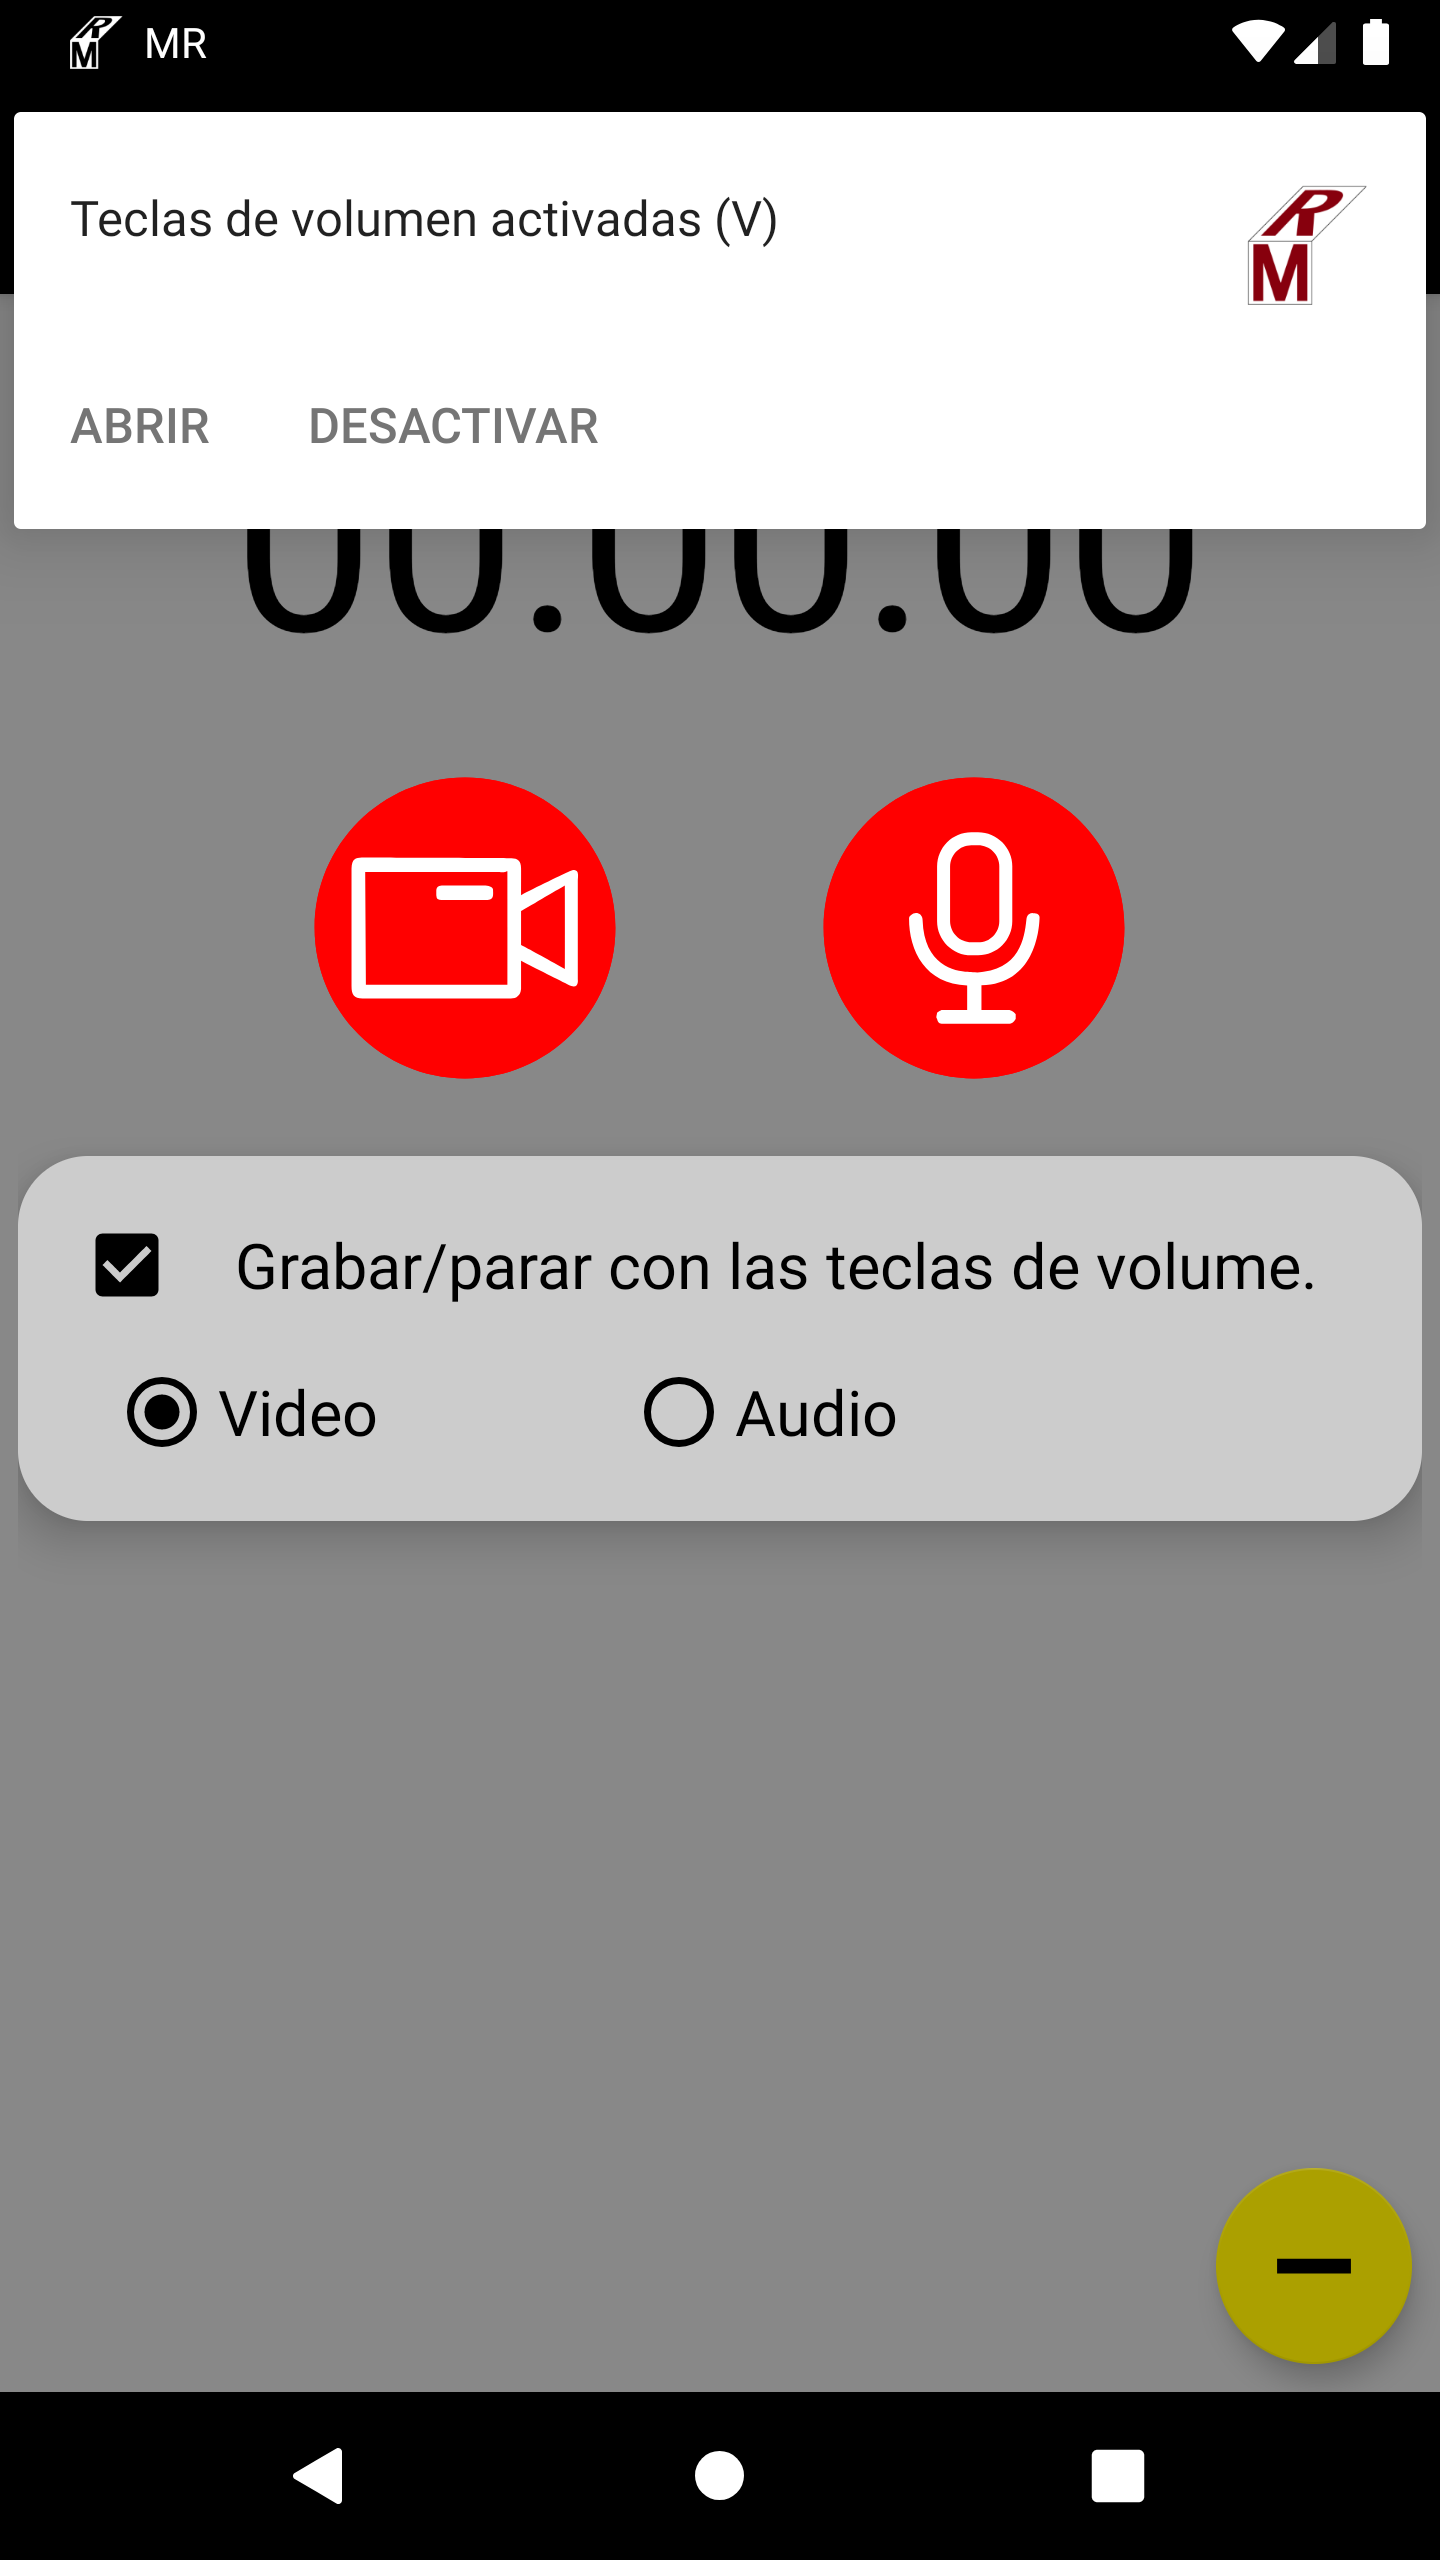 MR
Teclas de volumen activadas (V)
R
M
ABRIR DESACTIVAR
00:00:00
Grabar/parar con las teclas de volume.
Video Audio